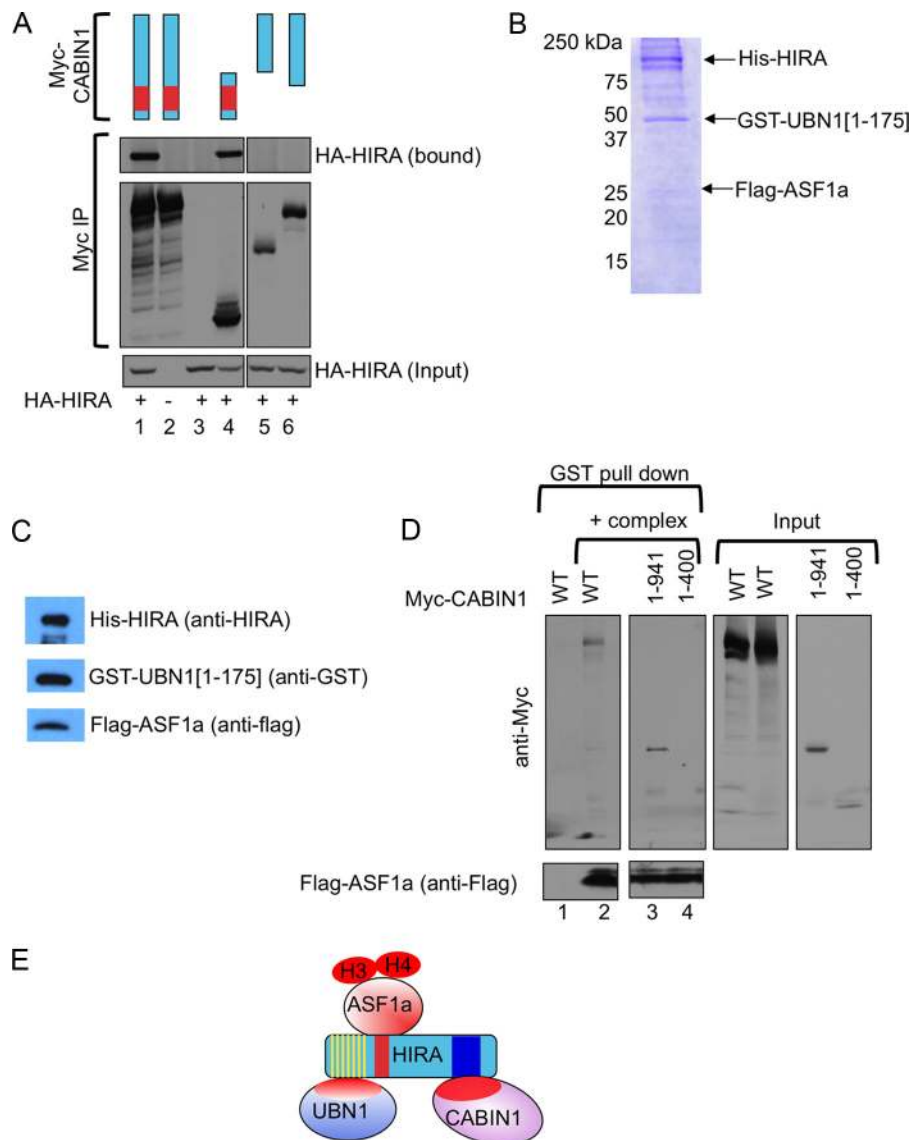 A
Myc-
CABIN1
Myc IP
HA-HIRA (bound)
HA-HIRA (Input)
HA-HIRA + - + + + +
1 2 3 4 5 6
B
250 kDa
75
50
37
25
20
15
His-HIRA
GST-UBN1[1-175]
Flag-ASF1a
C
His-HIRA (anti-HIRA)
GST-UBN1[1-175] (anti-GST)
Flag-ASF1a (anti-flag)
D
GST pull down
+ complex
Input
Myc-CABIN1
WT WT 1-941 1-400 WT WT 1-941 1-400
anti-Myc
Flag-ASF1a (anti-Flag)
1 2 3 4
E
H3 H4
ASF1a
HIRA
UBN1
CABIN1